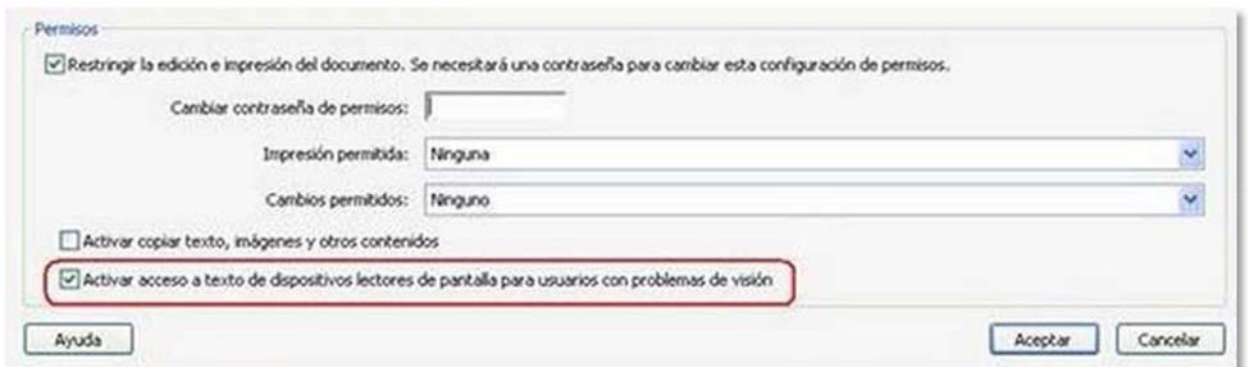 Permisos
Restringir la edición e impresión del documento. Se necesitará una contraseña para cambiar esta configuración de permisos.
Cambiar contraseña de permisos:
Impresión permitida: Ninguna
Cambios permitidos: Ninguno
Activar copiar texto, imágenes y otros contenidos
Activar acceso a texto de dispositivos lectores de pantalla para usuarios con problemas de visión
Ayuda Aceptar Cancelar